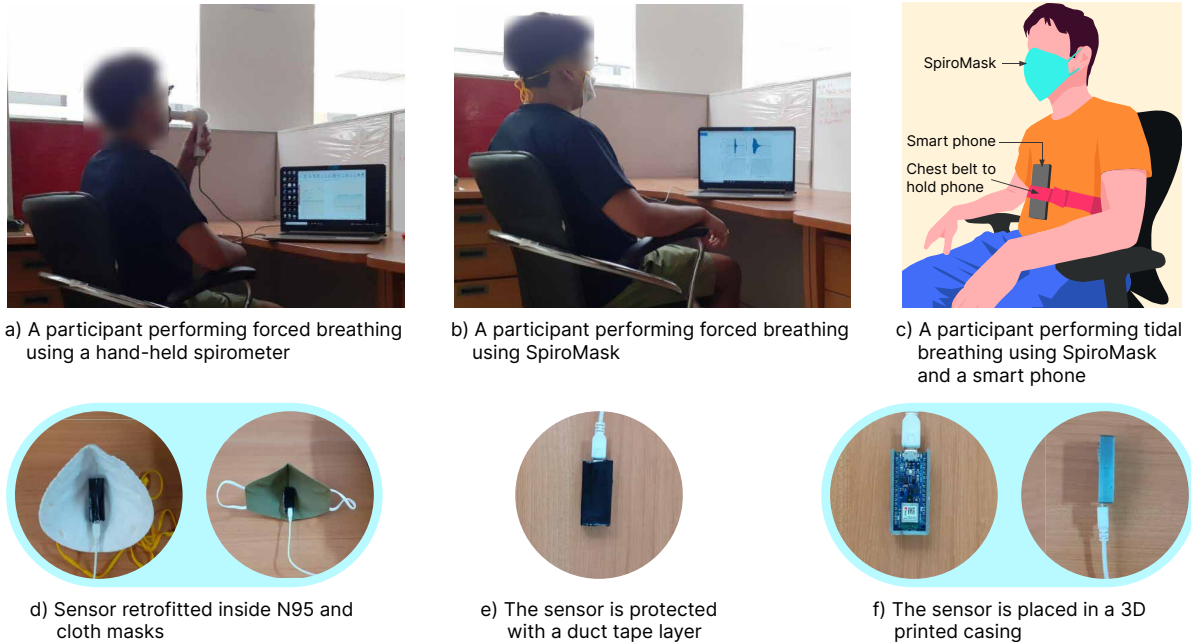 SpiroMask
Smart phone
Chest belt to
hold phone
a) A participant performing forced breathing
using a hand-held spirometer
b) A participant performing forced breathing
using SpiroMask
c) A participant performing tidal
breathing using SpiroMask
and a smart phone
d) Sensor retrofitted inside N95 and
cloth masks
e) The sensor is protected
with a duct tape layer
f) The sensor is placed in a 3D
printed casing